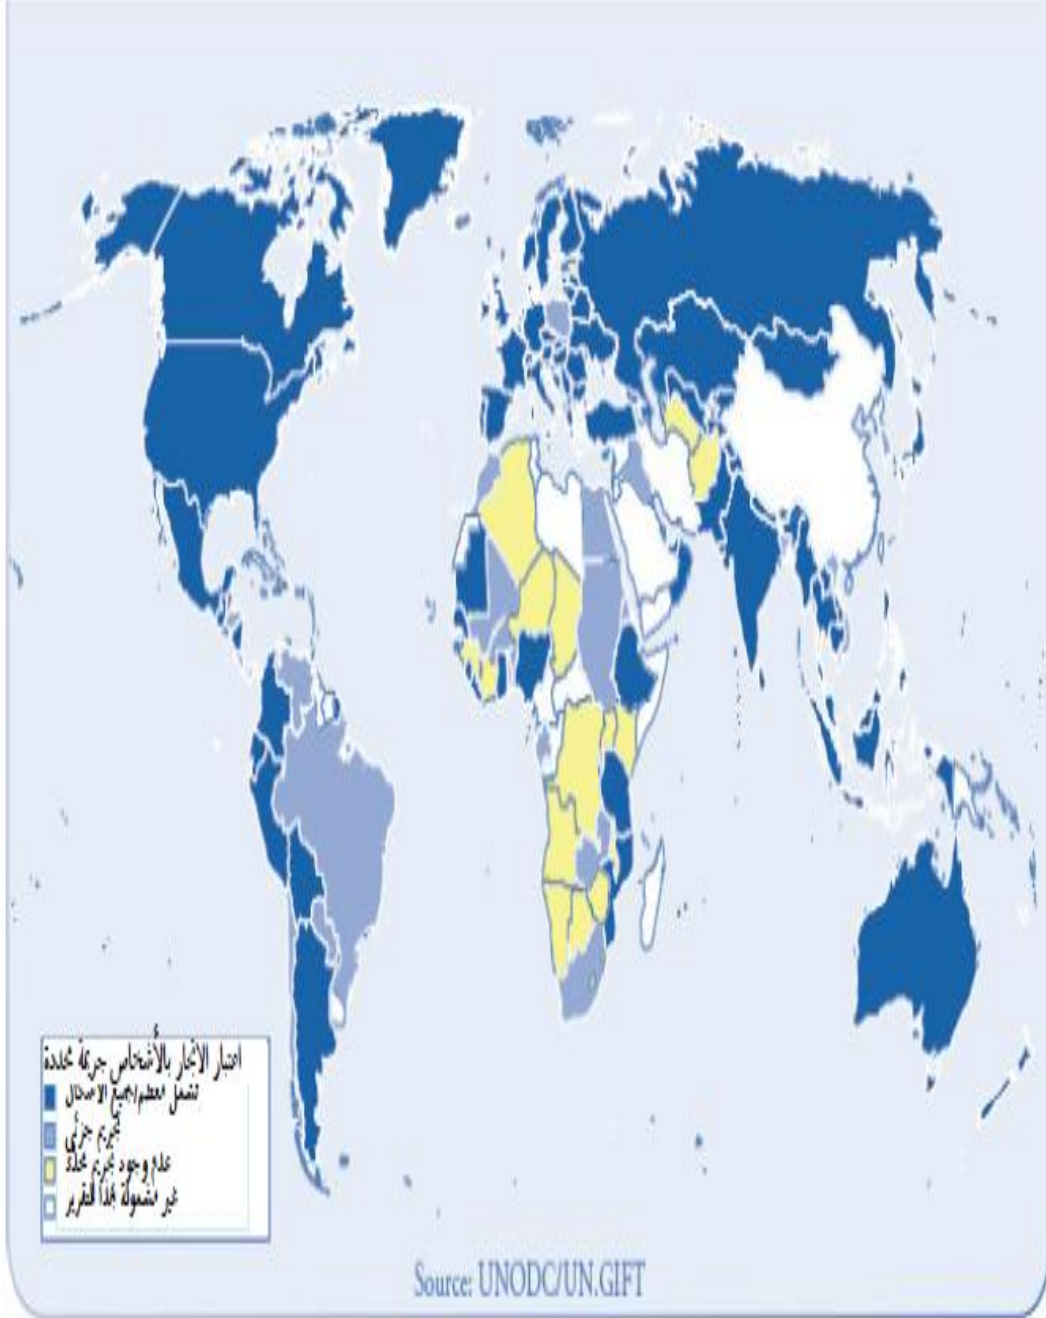 اعتبار الاتجار بالأشخاص جريمة محددة
تشمل معظم/جميع الأشكال
تجريم جزئي
عدم وجود تجريم محدد
غير مشمولة بهذا التقرير
Source: UNODC/UN.GIFT